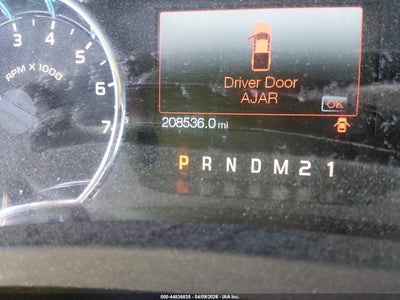 3 4 5
6
7
RPM X 1000
Driver Door
AJAR
OK
208536.0 mi
P R N D M 2 1
000-44836835 - 04/09/2026 - IAA Inc.